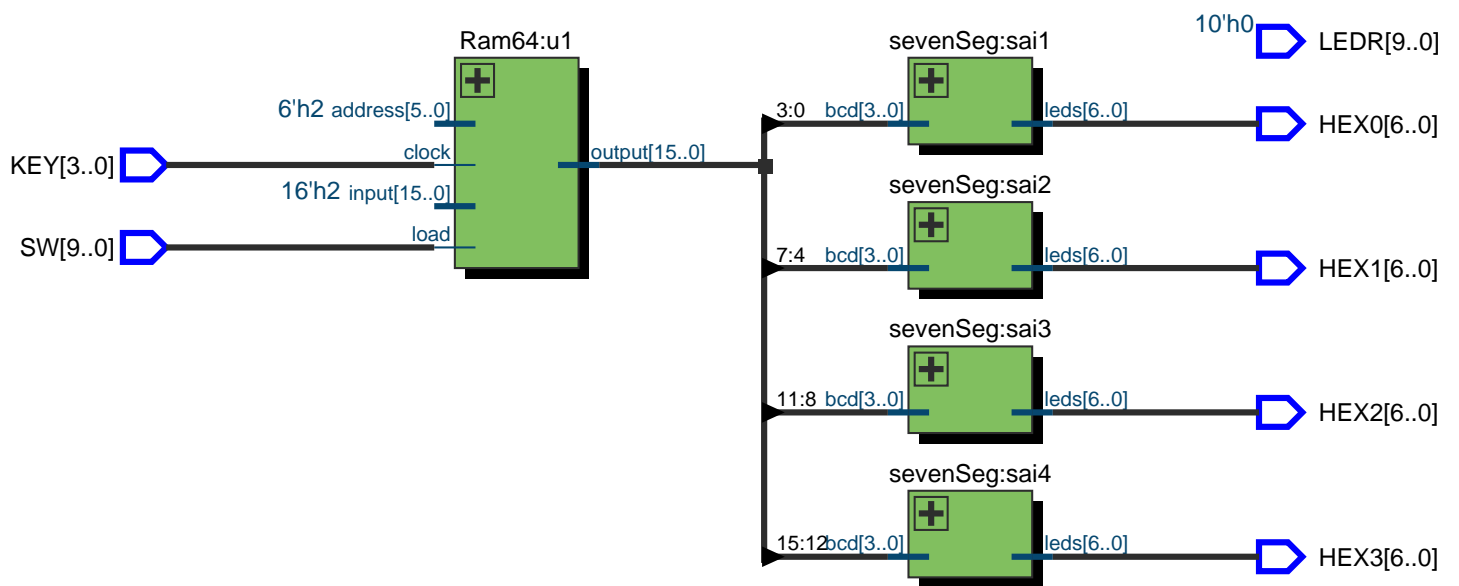 Ram64:u1
6'h2 address[5..0]
clock
16'h2 input[15..0]
load
output[15..0]
KEY[3..0]
SW[9..0]
sevenSeg:sai1
3:0 bcd[3..0] leds[6..0]
sevenSeg:sai2
7:4 bcd[3..0] leds[6..0]
sevenSeg:sai3
11:8 bcd[3..0] leds[6..0]
sevenSeg:sai4
15:12 bcd[3..0] leds[6..0]
10'h0
LEDR[9..0]
HEX0[6..0]
HEX1[6..0]
HEX2[6..0]
HEX3[6..0]